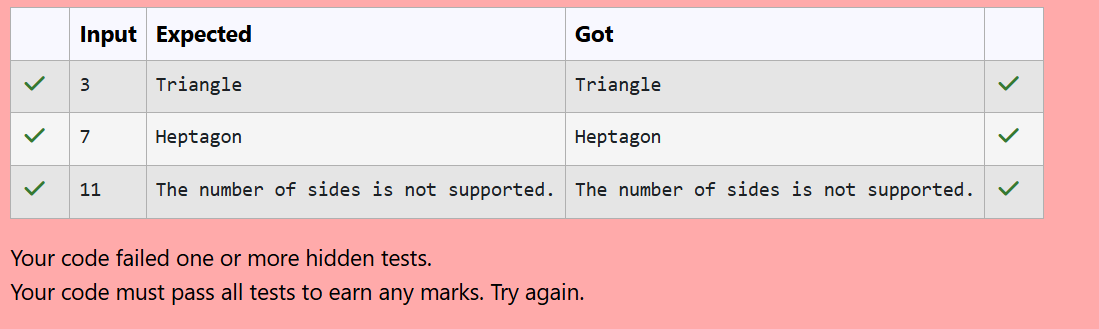 Input Expected Got
3 Triangle Triangle
7 Heptagon Heptagon
11 The number of sides is not supported. The number of sides is not supported.
Your code failed one or more hidden tests.
Your code must pass all tests to earn any marks. Try again.